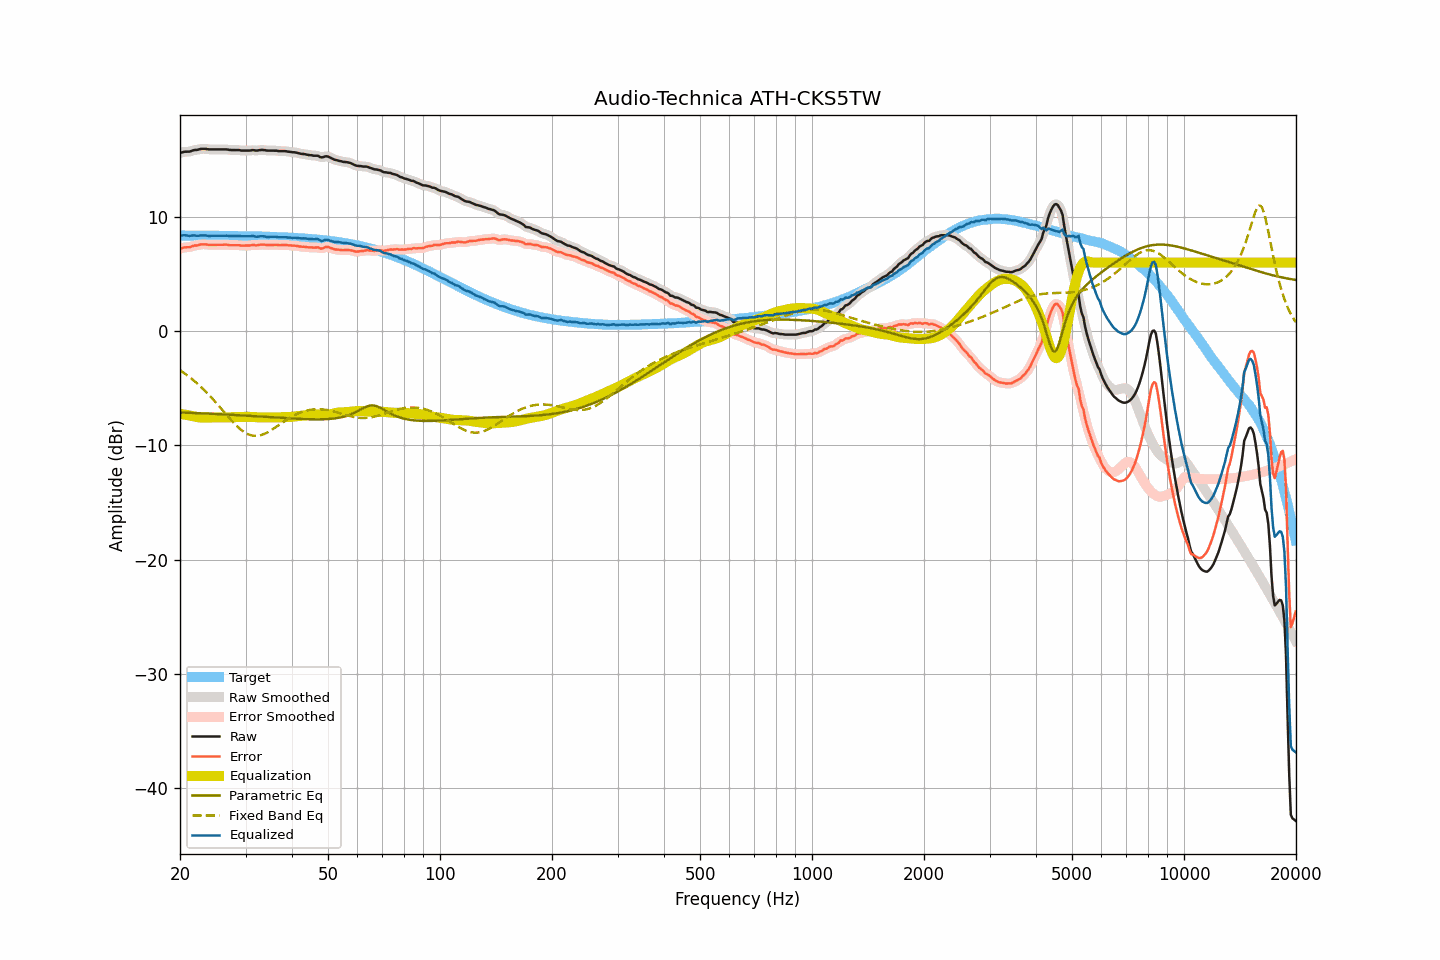 Audio-Technica ATH-CKS5TW
Amplitude (dBr)
10
0
−10
−20
−30
−40
Target
Raw Smoothed
Error Smoothed
Raw
Error
Equalization
Parametric Eq
Fixed Band Eq
Equalized
20 50 100 200 500 1000 2000 5000 10000 20000
Frequency (Hz)